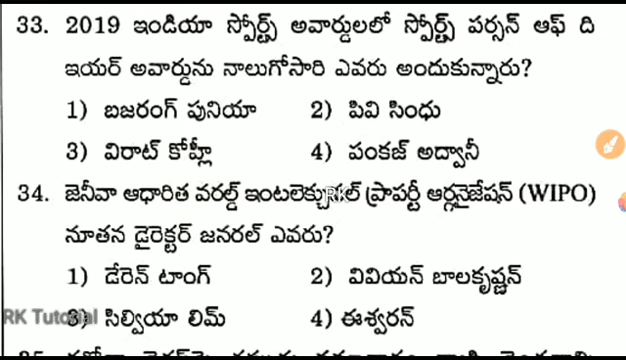 33. 2019 ఇండియా స్పోర్ట్స్ అవార్డులలో స్పోర్ట్స్ పర్సన్ ఆఫ్ ది
ఇయర్ అవార్డును నాలుగోసారి ఎవరు అందుకున్నారు?
1) బజరంగ్ పునియా 2) పివి సింధు
3) విరాట్ కోహ్లీ 4) పంకజ్ అద్వానీ
34. జెనీవా ఆధారిత వరల్డ్ ఇంటలెక్చువల్ ప్రాపర్టీ ఆర్గనైజేషన్ (WIPO)
RK
నూతన డైరెక్టర్ జనరల్ ఎవరు?
1) డేరెన్ టాంగ్ 2) వివియన్ బాలకృష్ణన్
RK Tutorial
3) సిల్వియా లిమ్ 4) ఈశ్వరన్